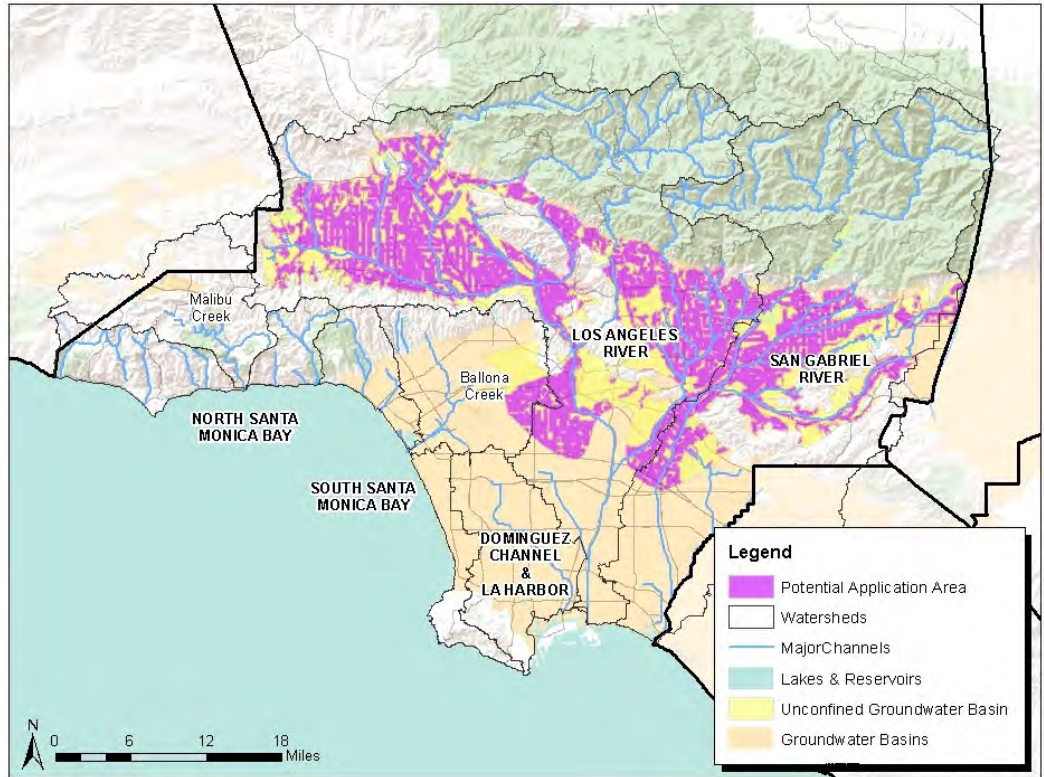 Malibu
Creek
LOS ANGELES
RIVER
SAN GABRIEL
RIVER
Ballona
Creek
NORTH SANTA
MONICA BAY
SOUTH SANTA
MONICA BAY
DOMINGUEZ
CHANNEL
&
LA HARBOR
Legend
Potential Application Area
Watersheds
MajorChannels
Lakes & Reservoirs
Unconfined Groundwater Basin
Groundwater Basins
N
0 6 12 18
Miles